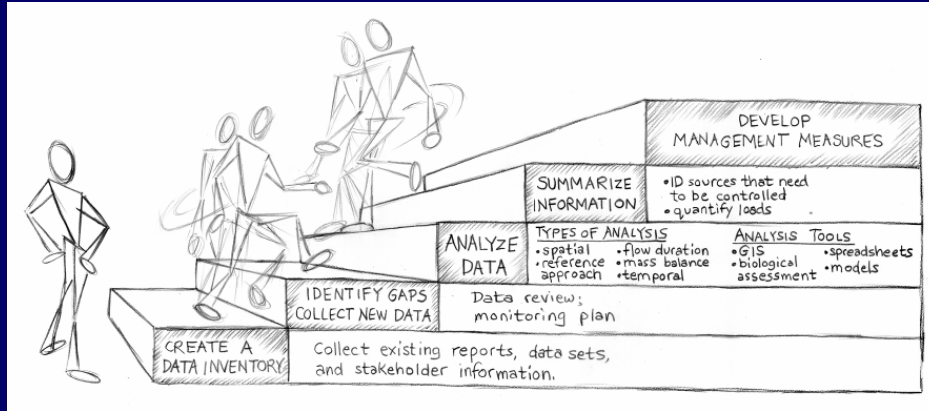 DEVELOP
MANAGEMENT MEASURES
SUMMARIZE
INFORMATION
•ID sources that need
to be controlled
•quantify loads
ANALYZE
DATA
TYPES OF ANALYSIS
•spatial
•reference
approach
•flow duration
•mass balance
•temporal
ANALYSIS TOOLS
•GIS
•biological
assessment
•spreadsheets
•models
IDENTIFY GAPS
COLLECT NEW DATA
Data review;
monitoring plan
CREATE A
DATA INVENTORY
Collect existing reports, data sets,
and stakeholder information.